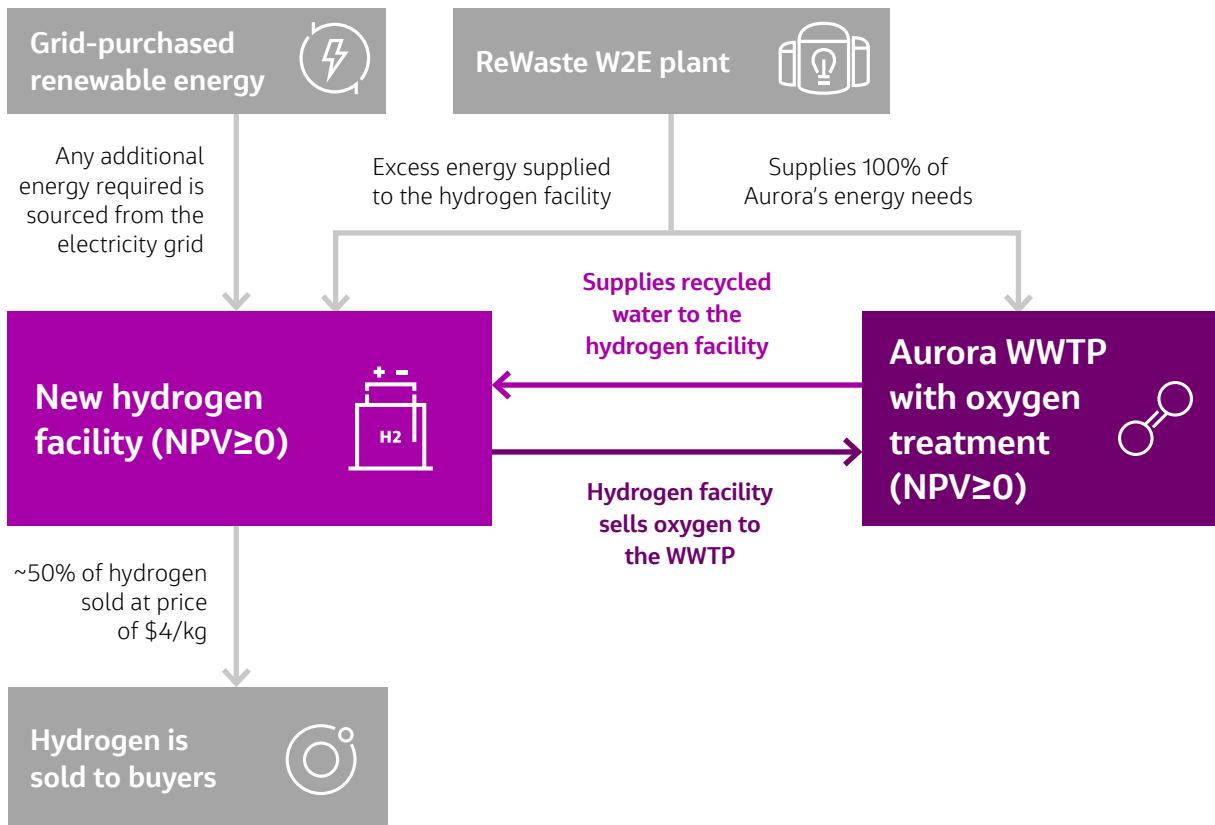 Grid-purchased
renewable energy
ReWaste W2E plant
Any additional
energy required is
sourced from the
electricity grid
Excess energy supplied
to the hydrogen facility
Supplies 100% of
Aurora’s energy needs
Supplies recycled
water to the
hydrogen facility
New hydrogen
facility (NPV≥0)
+ -
H2
Aurora WWTP
with oxygen
treatment
(NPV≥0)
Hydrogen facility
sells oxygen to
the WWTP
~50% of hydrogen
sold at price
of $4/kg
Hydrogen is
sold to buyers